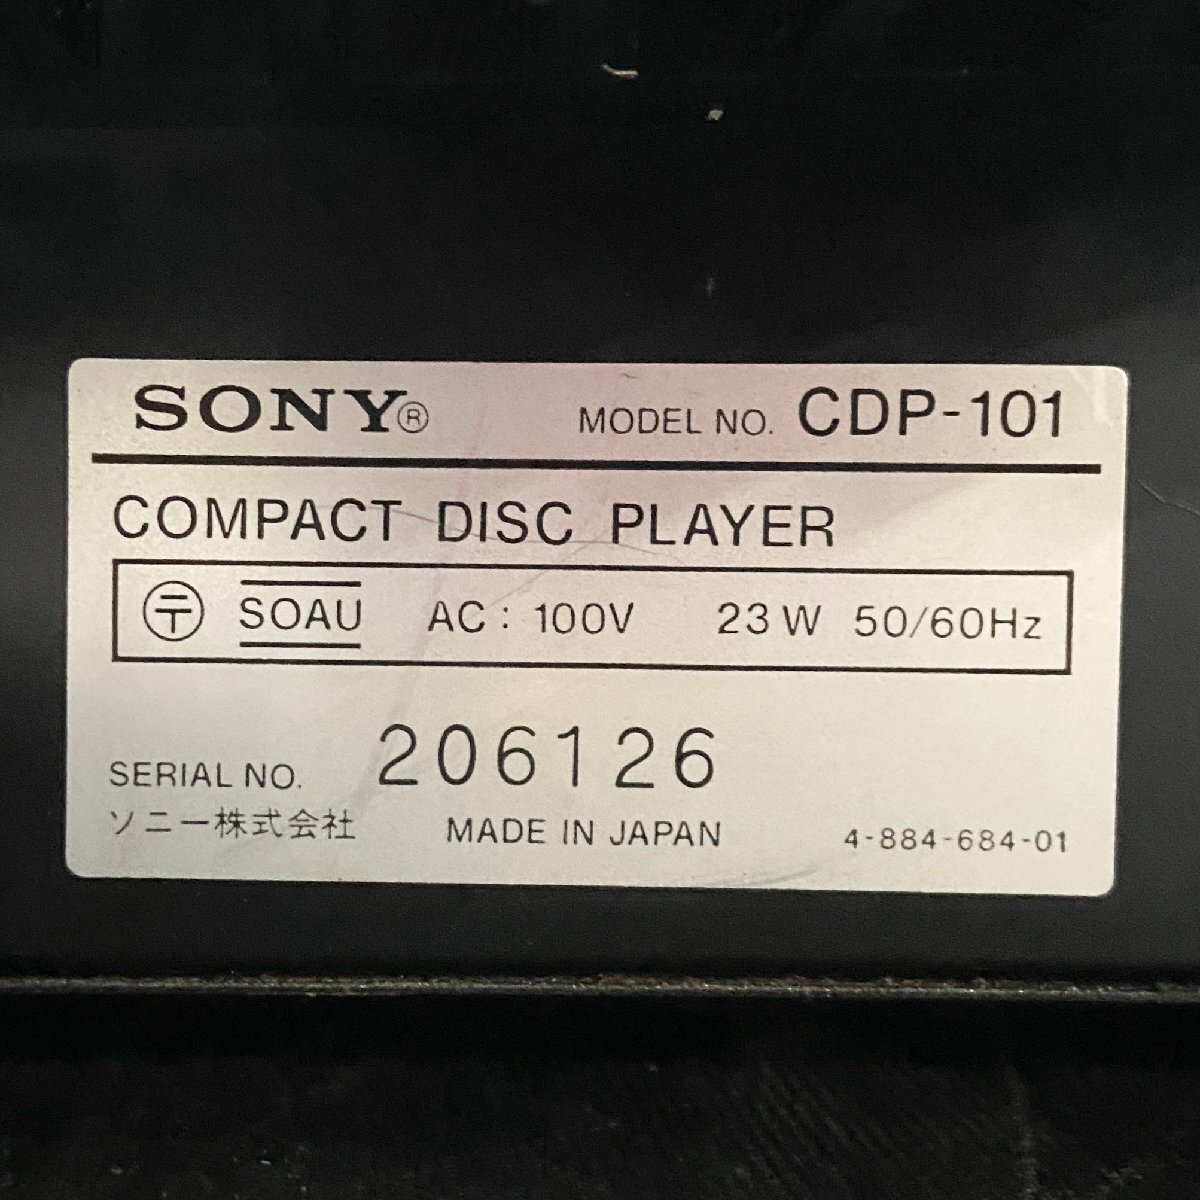 SONY® MODEL NO. CDP-101
COMPACT DISC PLAYER
〶 SOAU AC : 100V 23W 50/60Hz
SERIAL NO. 206126
ソニー株式会社 MADE IN JAPAN 4-884-684-01